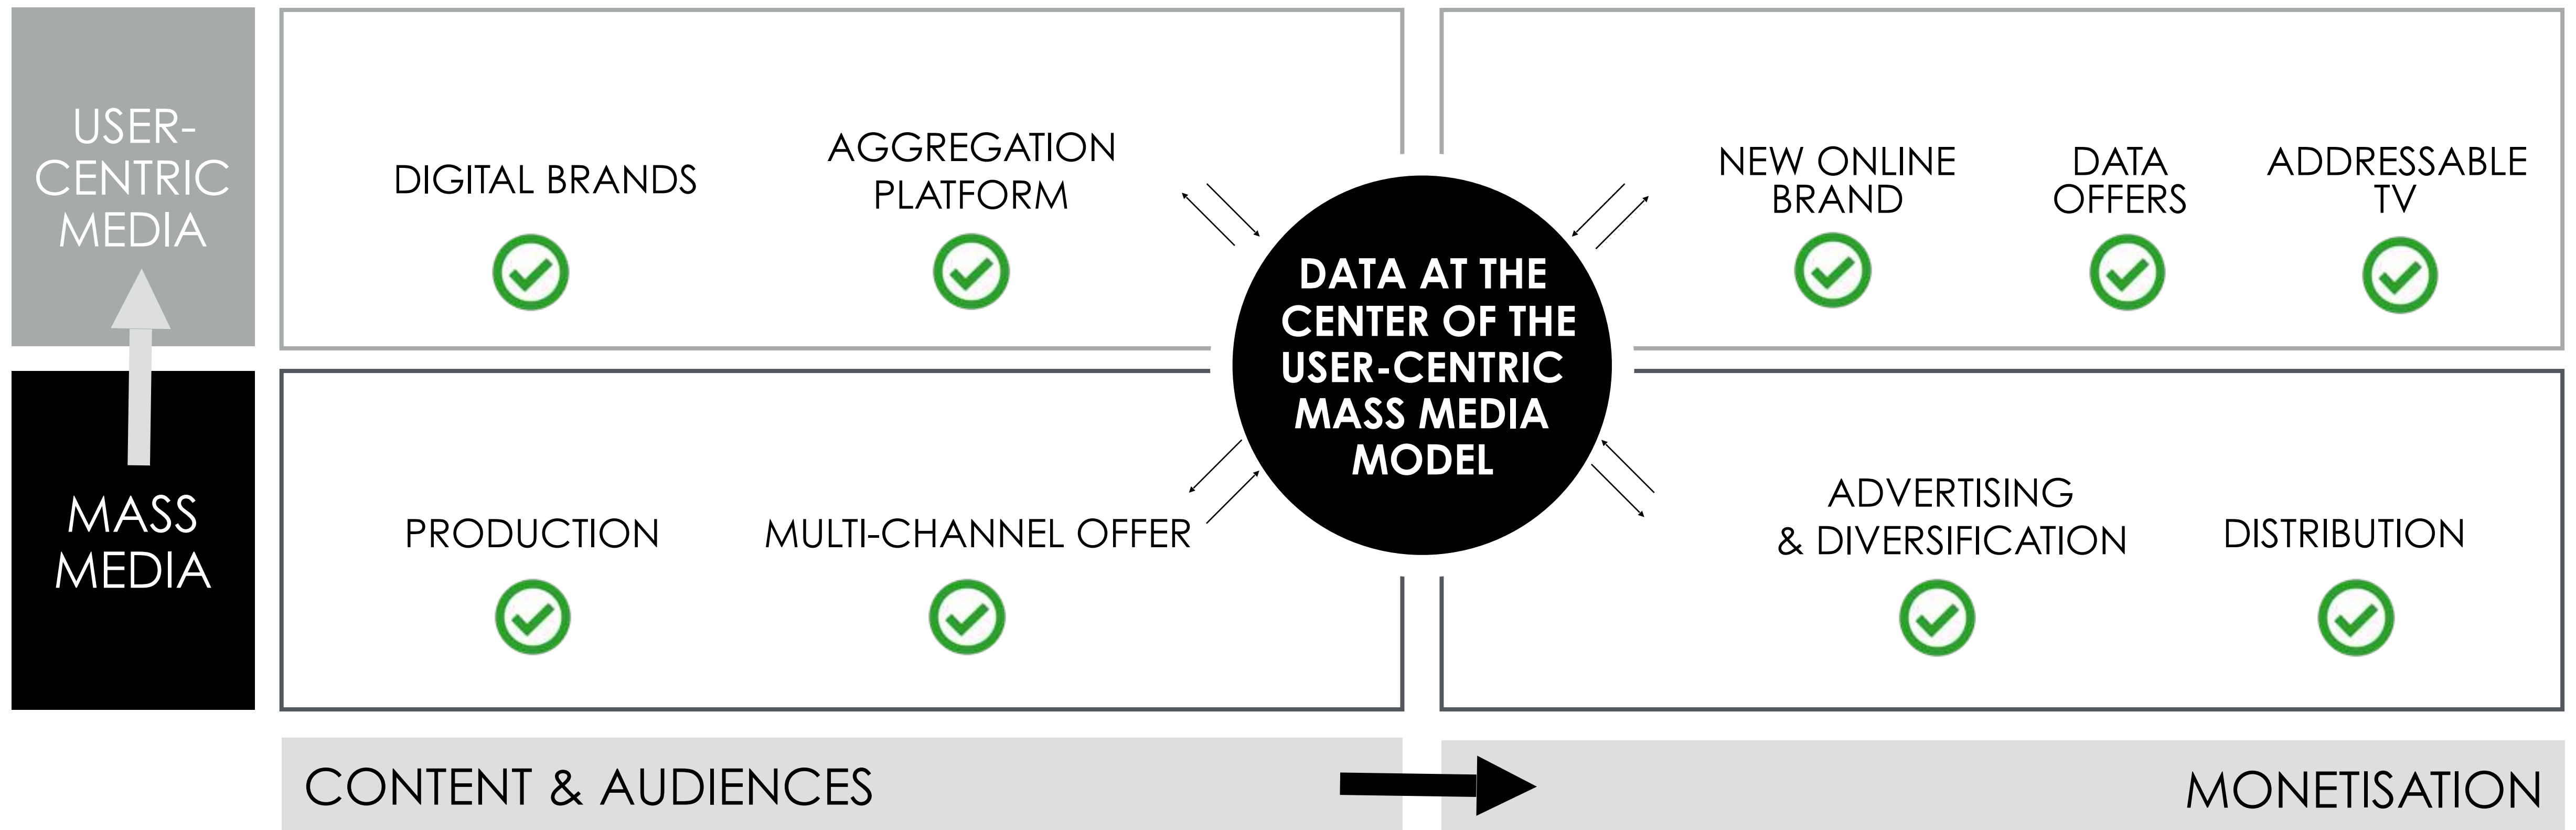 USER-
CENTRIC
MEDIA
DIGITAL BRANDS
AGGREGATION
PLATFORM
NEW ONLINE
BRAND
DATA
OFFERS
ADDRESSABLE
TV
DATA AT THE
CENTER OF THE
USER-CENTRIC
MASS MEDIA
MODEL
MASS
MEDIA
PRODUCTION
MULTI-CHANNEL OFFER
ADVERTISING
& DIVERSIFICATION
DISTRIBUTION
CONTENT & AUDIENCES
MONETISATION